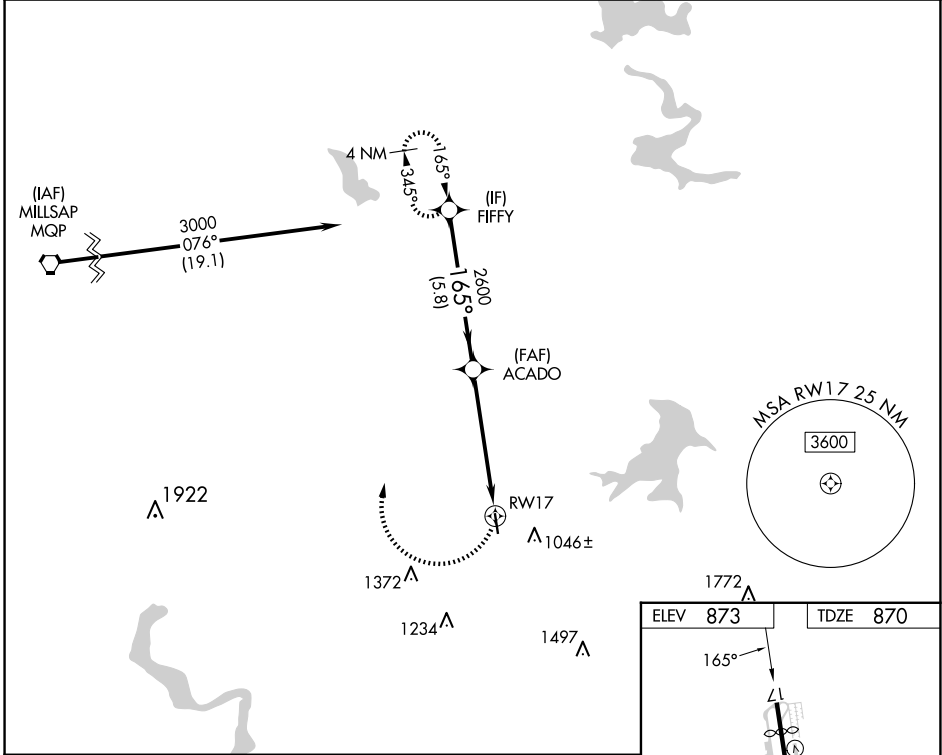 (IAF)
MILLSAP
MQP
3000
076°
(19.1)
4 NM
345°
165°
(IF)
FIFFY
2600
165°
(5.8)
(FAF)
ACADO
MSA RW17 25 NM
3600
RW17
1922
1046±
1372
1234
1497
1772
ELEV 873
TDZE 870
165°
17